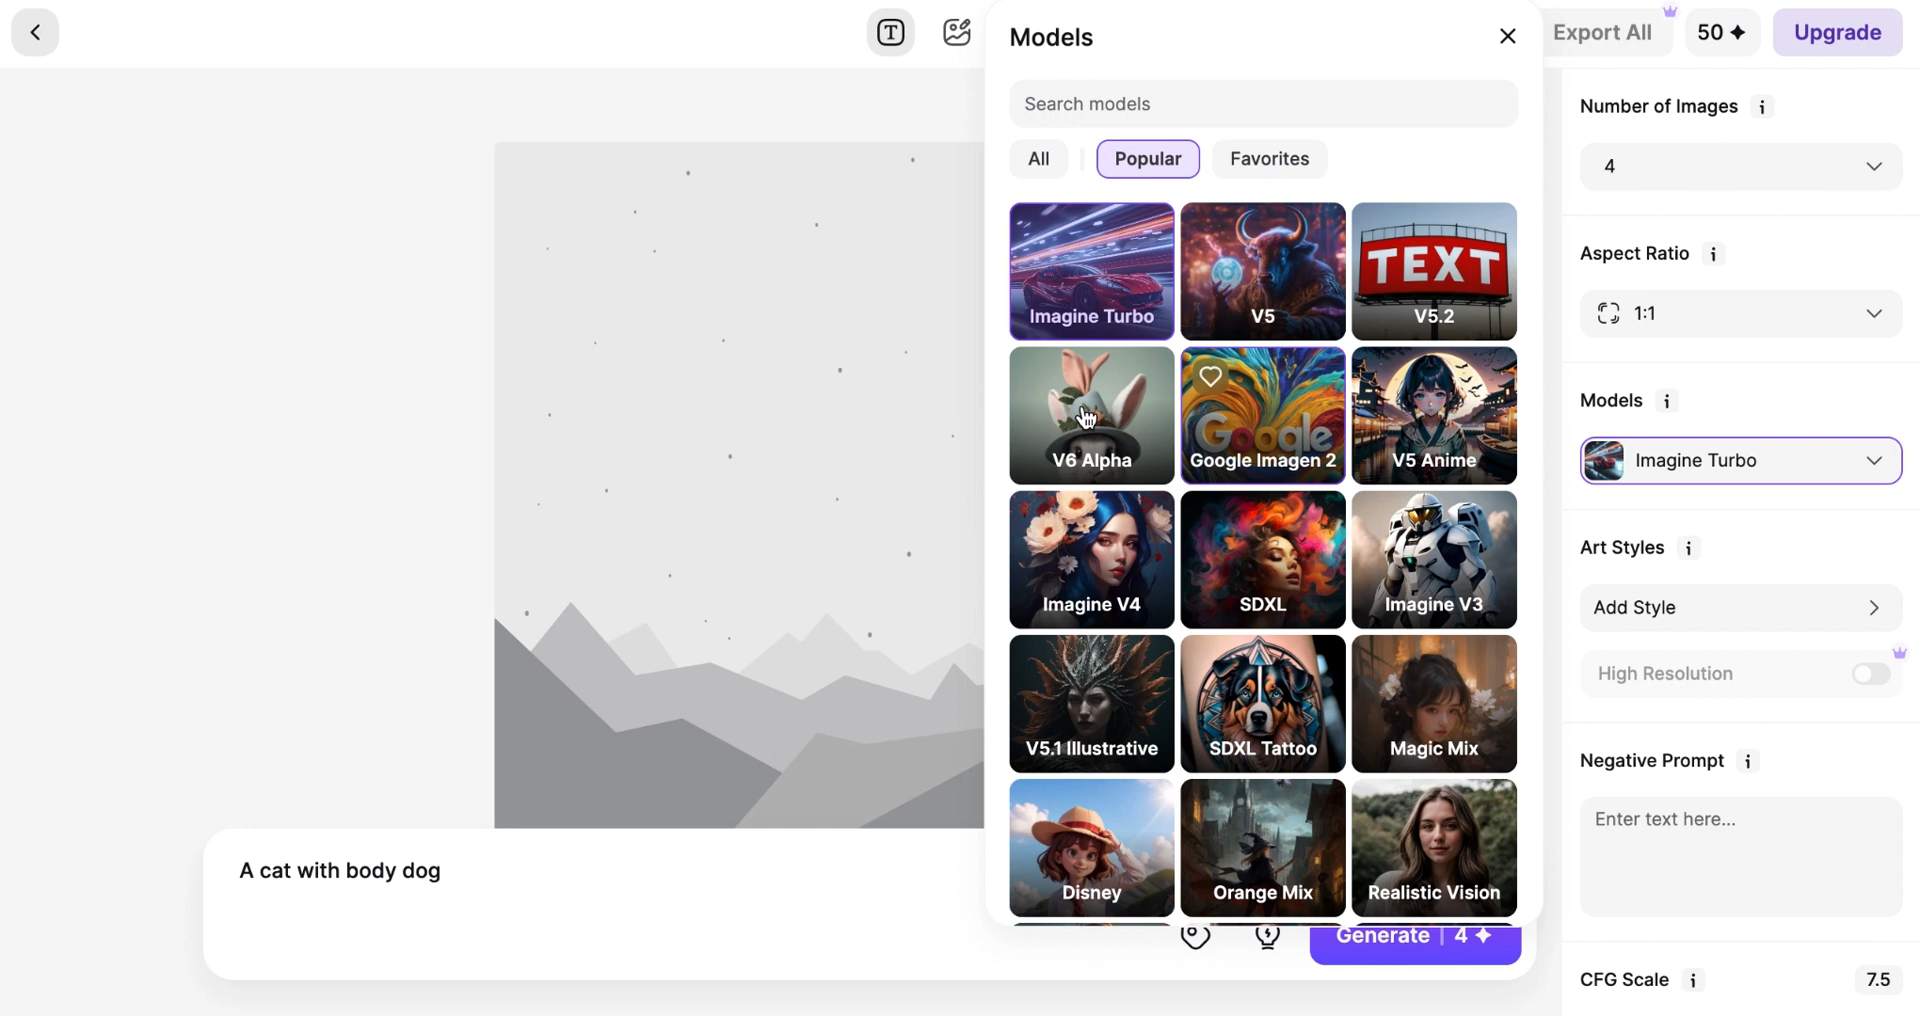 Models
Export All
50
Upgrade
Search models
All
Popular
Favorites
Imagine Turbo
V5
TEXT
V5.2
V6 Alpha
Google
Google Imagen 2
V5 Anime
Imagine V4
SDXL
Imagine V3
V5.1 Illustrative
SDXL Tattoo
Magic Mix
Disney
Orange Mix
Realistic Vision
Number of Images
4
Aspect Ratio
1:1
Models
Imagine Turbo
Art Styles
Add Style
High Resolution
Negative Prompt
Enter text here...
CFG Scale
7.5
A cat with body dog
Generate | 4